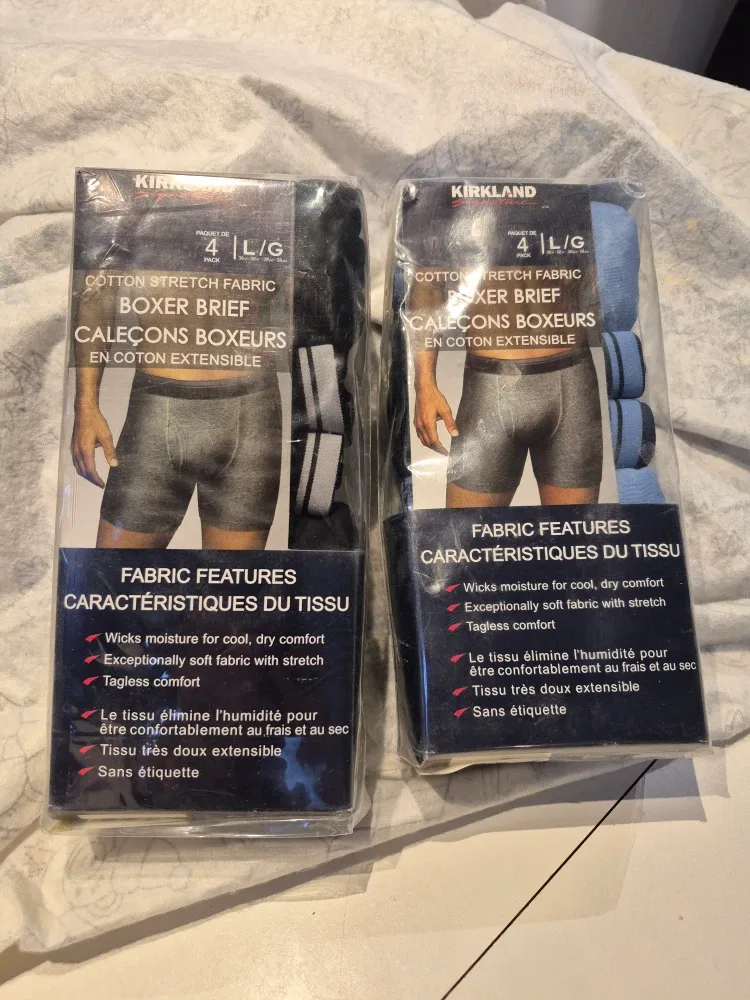 KIRKLAND
Signature
PAQUET DE
4
PACK
L/G
COTTON STRETCH FABRIC
BOXER BRIEF
CALEÇONS BOXEURS
EN COTON EXTENSIBLE
FABRIC FEATURES
CARACTÉRISTIQUES DU TISSU
Wicks moisture for cool, dry comfort
Exceptionally soft fabric with stretch
Tagless comfort
Le tissu élimine l'humidité pour
être confortablement au frais et au sec
Tissu très doux extensible
Sans étiquette
KIRKLAND
Signature
PAQUET DE
4
PACK
L/G
COTTON STRETCH FABRIC
BOXER BRIEF
CALEÇONS BOXEURS
EN COTON EXTENSIBLE
FABRIC FEATURES
CARACTÉRISTIQUES DU TISSU
Wicks moisture for cool, dry comfort
Exceptionally soft fabric with stretch
Tagless comfort
Le tissu élimine l'humidité pour
être confortablement au frais et au sec
Tissu très doux extensible
Sans étiquette